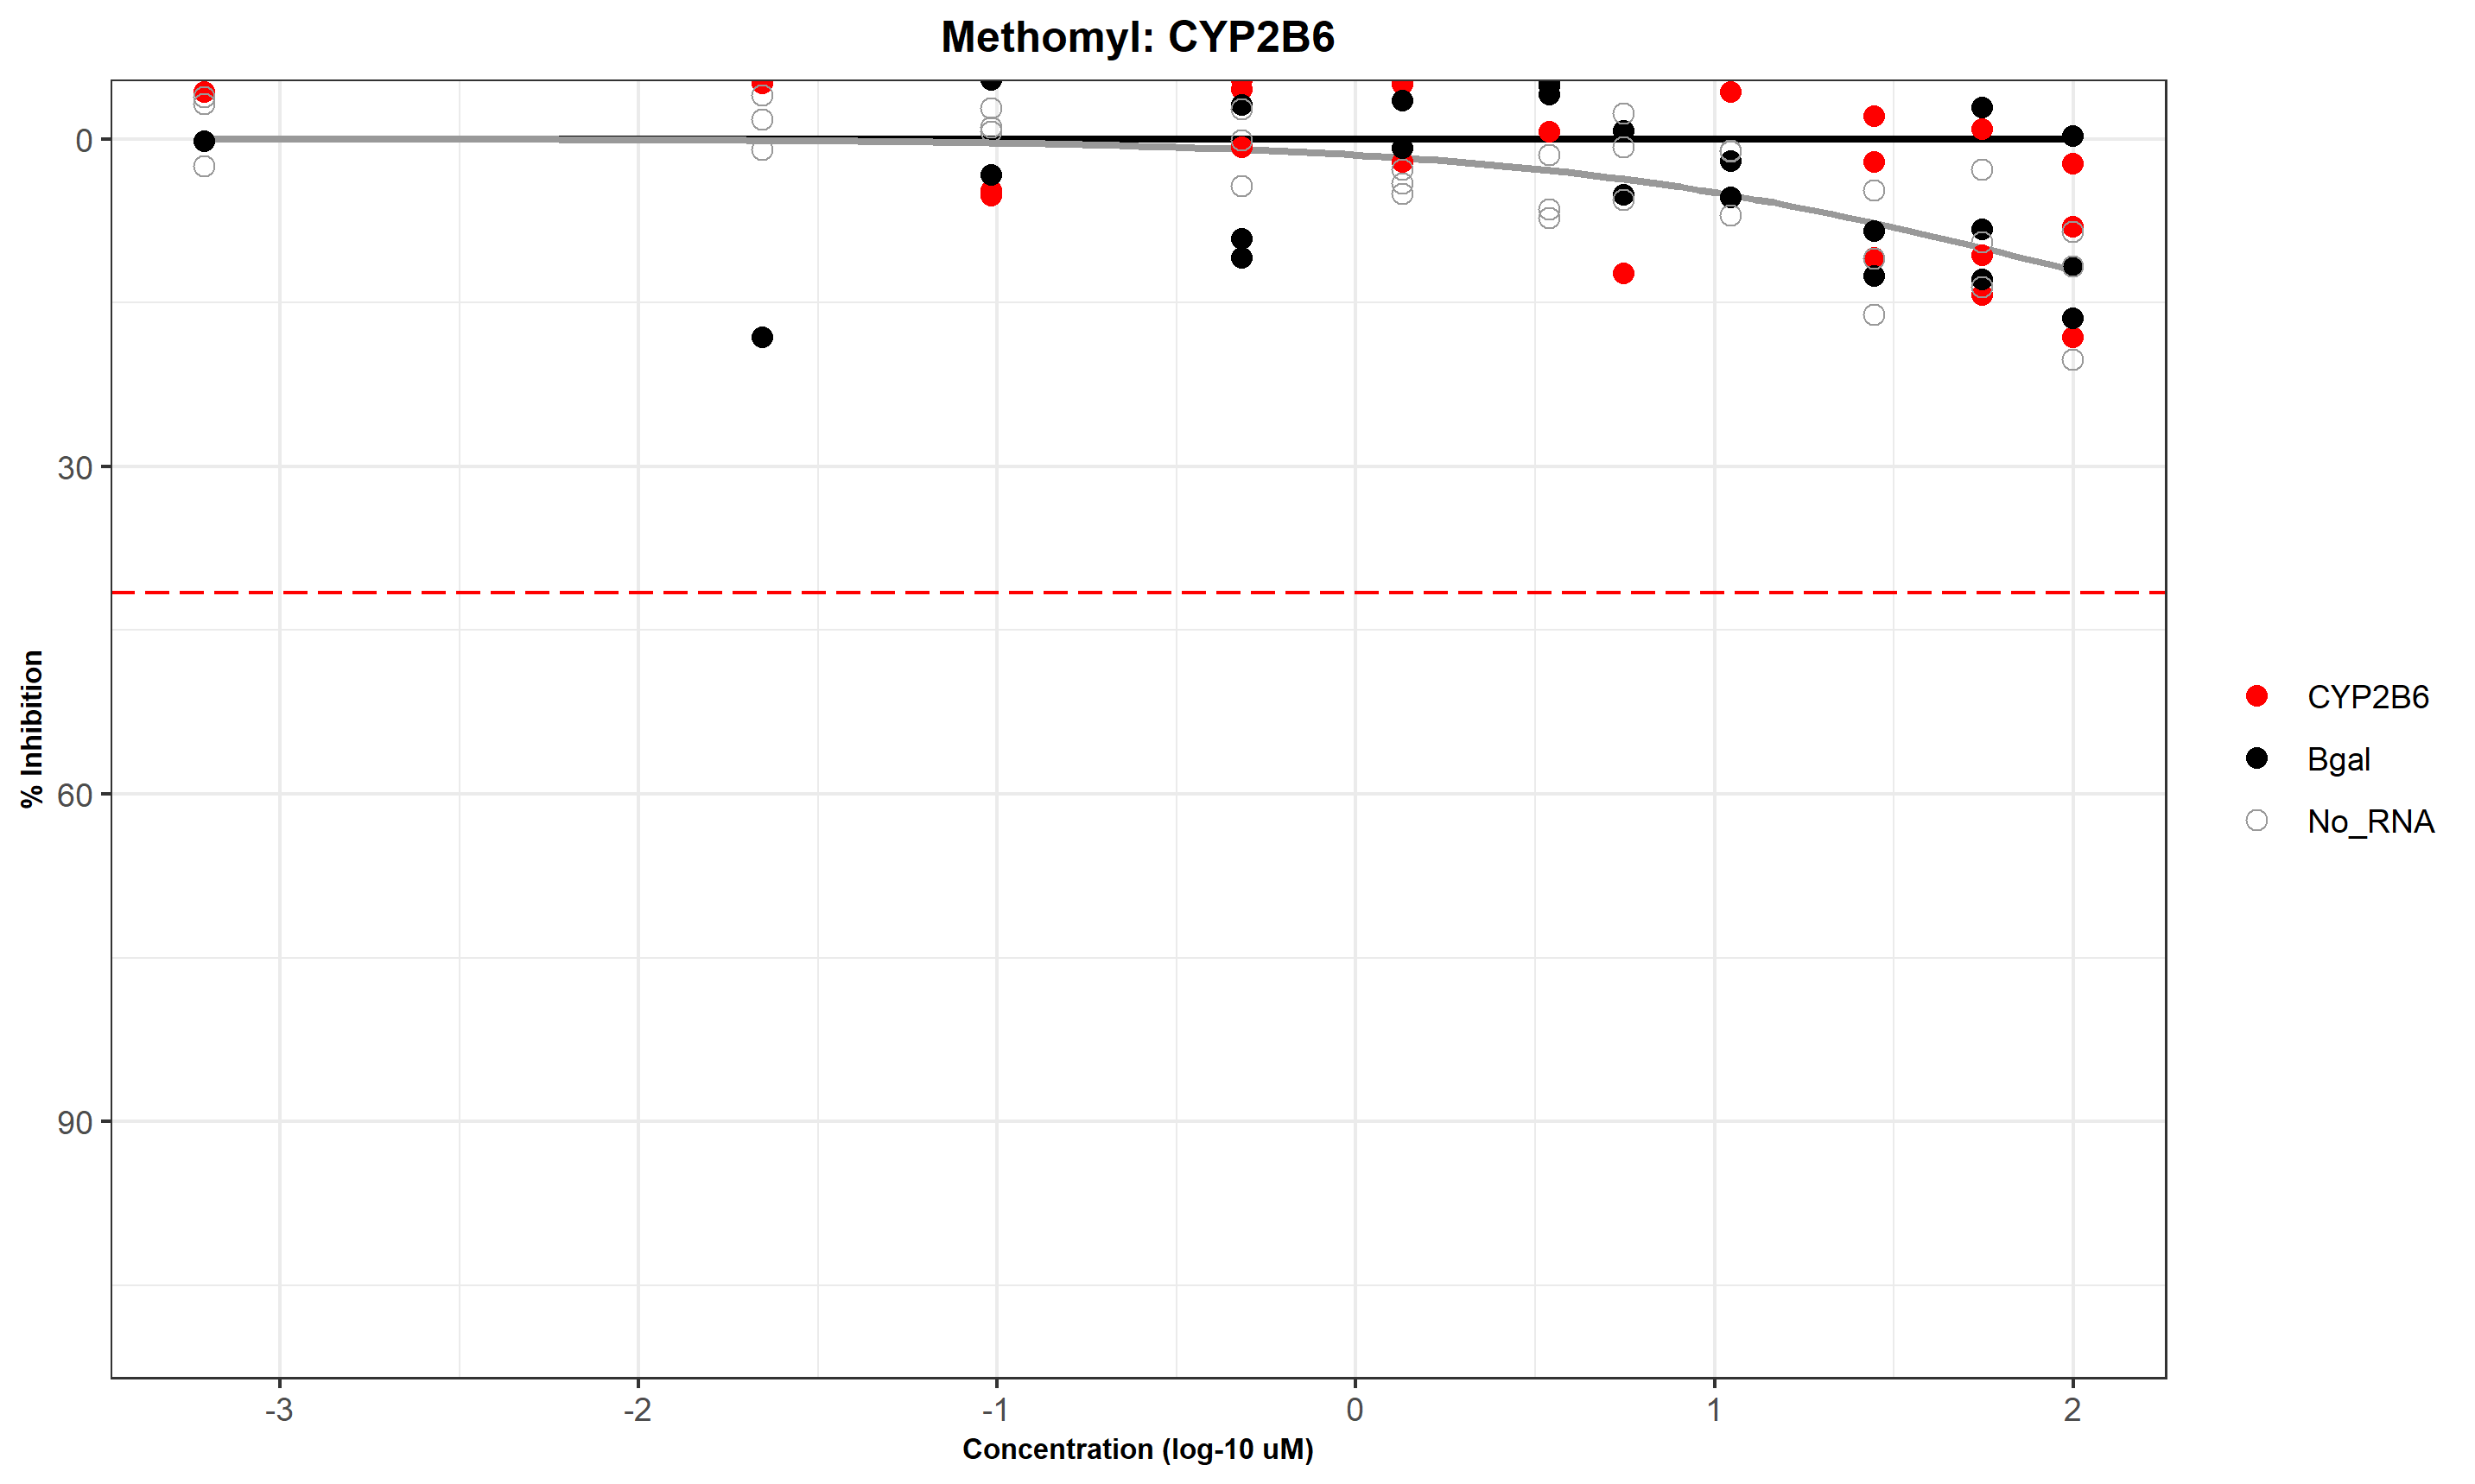 Methomyl: CYP2B6
0
30
60
90
% Inhibition
-3
-2
-1
0
1
2
Concentration (log-10 uM)
CYP2B6
Bgal
No_RNA